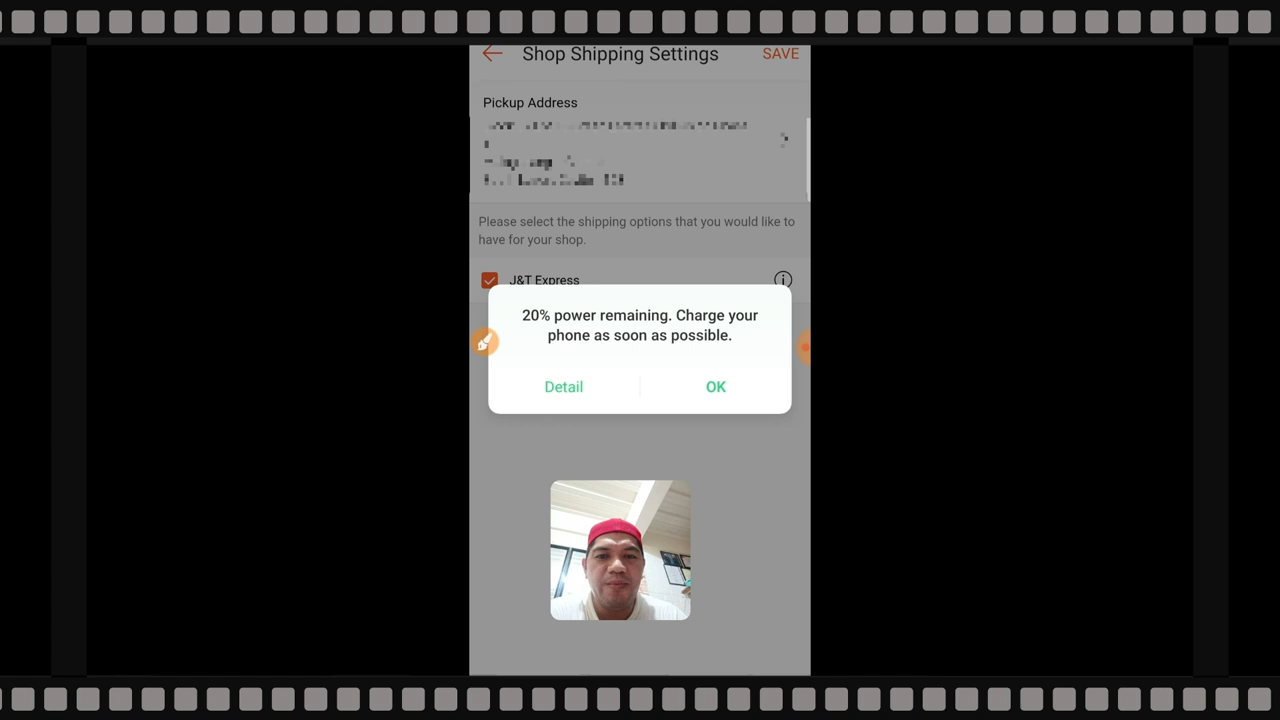 Shop Shipping Settings
SAVE
Pickup Address
Please select the shipping options that you would like to
have for your shop.
J&T Express
20% power remaining. Charge your
phone as soon as possible.
Detail
OK